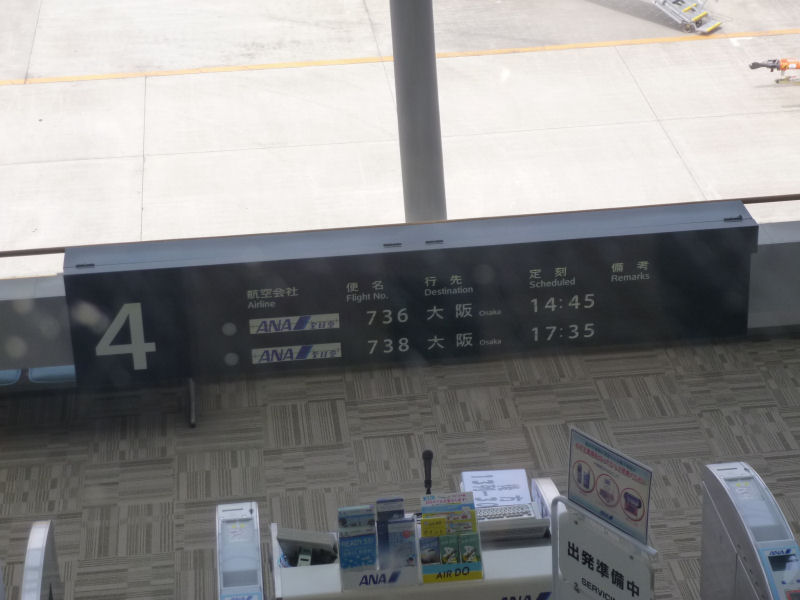 4
航空会社 便名 行先 定刻 備考
Airline Flight No. Destination Scheduled Remarks
ANA 全日空 736 大阪 Osaka 14:45
ANA 全日空 738 大阪 Osaka 17:35
ANA
AIR DO
出発準備中
SERVICING
ANA